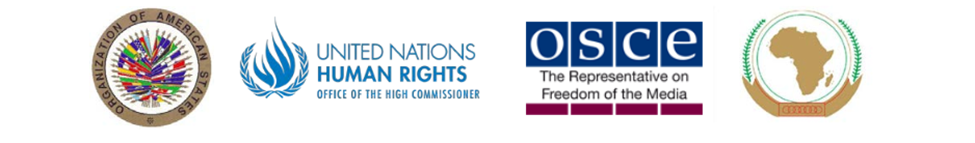 ORGANIZATION OF AMERICAN STATES
UNITED NATIONS
HUMAN RIGHTS
OFFICE OF THE HIGH COMMISSIONER
osce
The Representative on
Freedom of the Media